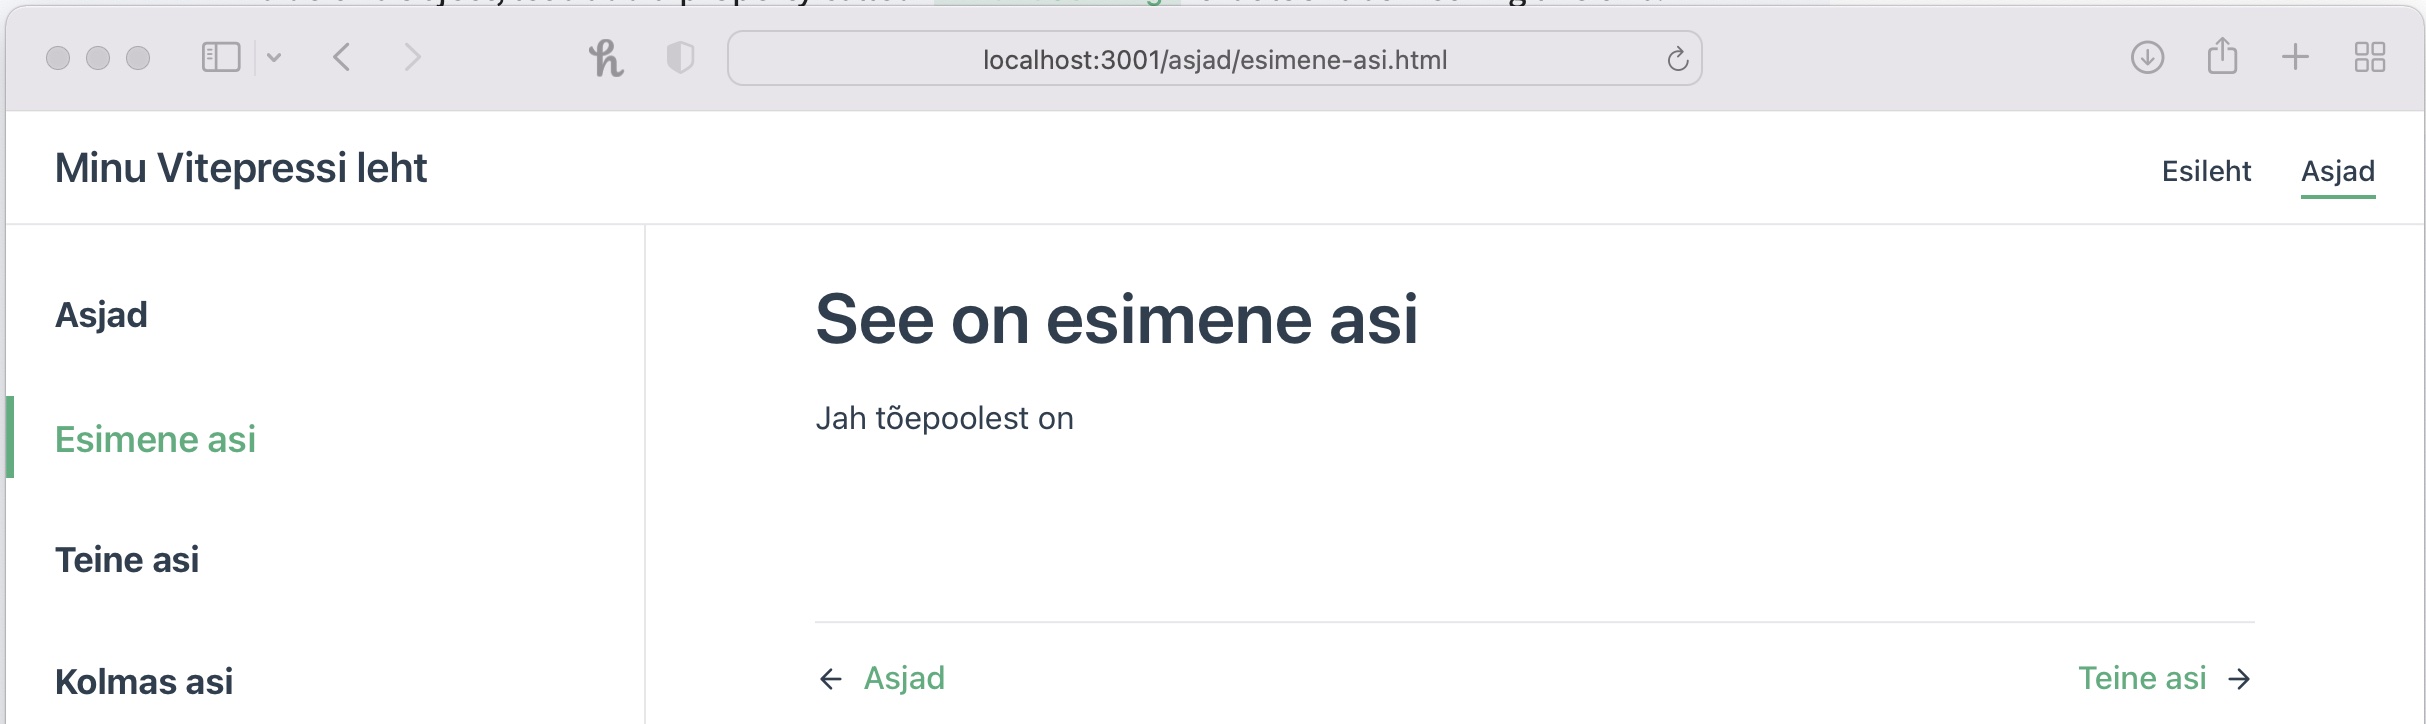 localhost:3001/asjad/esimene-asi.html
Minu Vitepressi leht
Esileht
Asjad
Asjad
Esimene asi
Teine asi
Kolmas asi
See on esimene asi
Jah tõepoolest on
← Asjad
Teine asi →